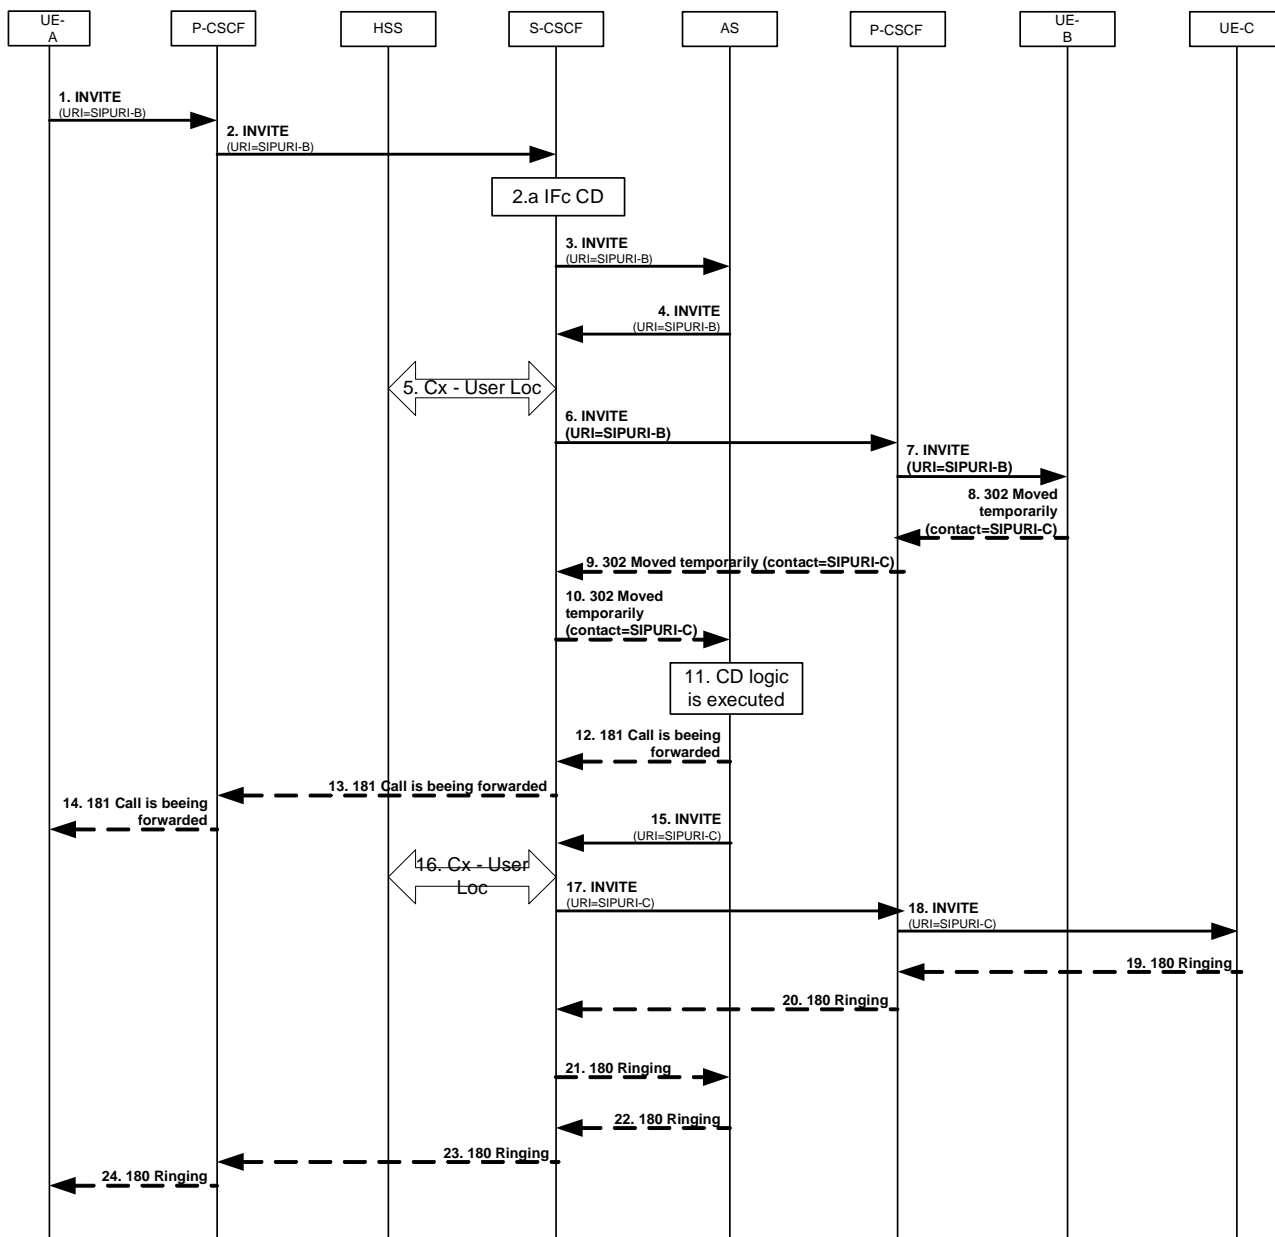 UE-
A
P-CSCF
HSS
S-CSCF
AS
P-CSCF
UE-
B
UE-C
1. INVITE
(URI=SIPURI-B)
2. INVITE
(URI=SIPURI-B)
2.a IFc CD
3. INVITE
(URI=SIPURI-B)
4. INVITE
(URI=SIPURI-B)
5. Cx - User Loc
6. INVITE
(URI=SIPURI-B)
7. INVITE
(URI=SIPURI-B)
8. 302 Moved
temporarily
(contact=SIPURI-C)
9. 302 Moved temporarily (contact=SIPURI-C)
10. 302 Moved
temporarily
(contact=SIPURI-C)
11. CD logic
is executed
12. 181 Call is beeing
forwarded
13. 181 Call is beeing forwarded
14. 181 Call is beeing
forwarded
15. INVITE
(URI=SIPURI-C)
16. Cx - User
Loc
17. INVITE
(URI=SIPURI-C)
18. INVITE
(URI=SIPURI-C)
19. 180 Ringing
20. 180 Ringing
21. 180 Ringing
22. 180 Ringing
23. 180 Ringing
24. 180 Ringing